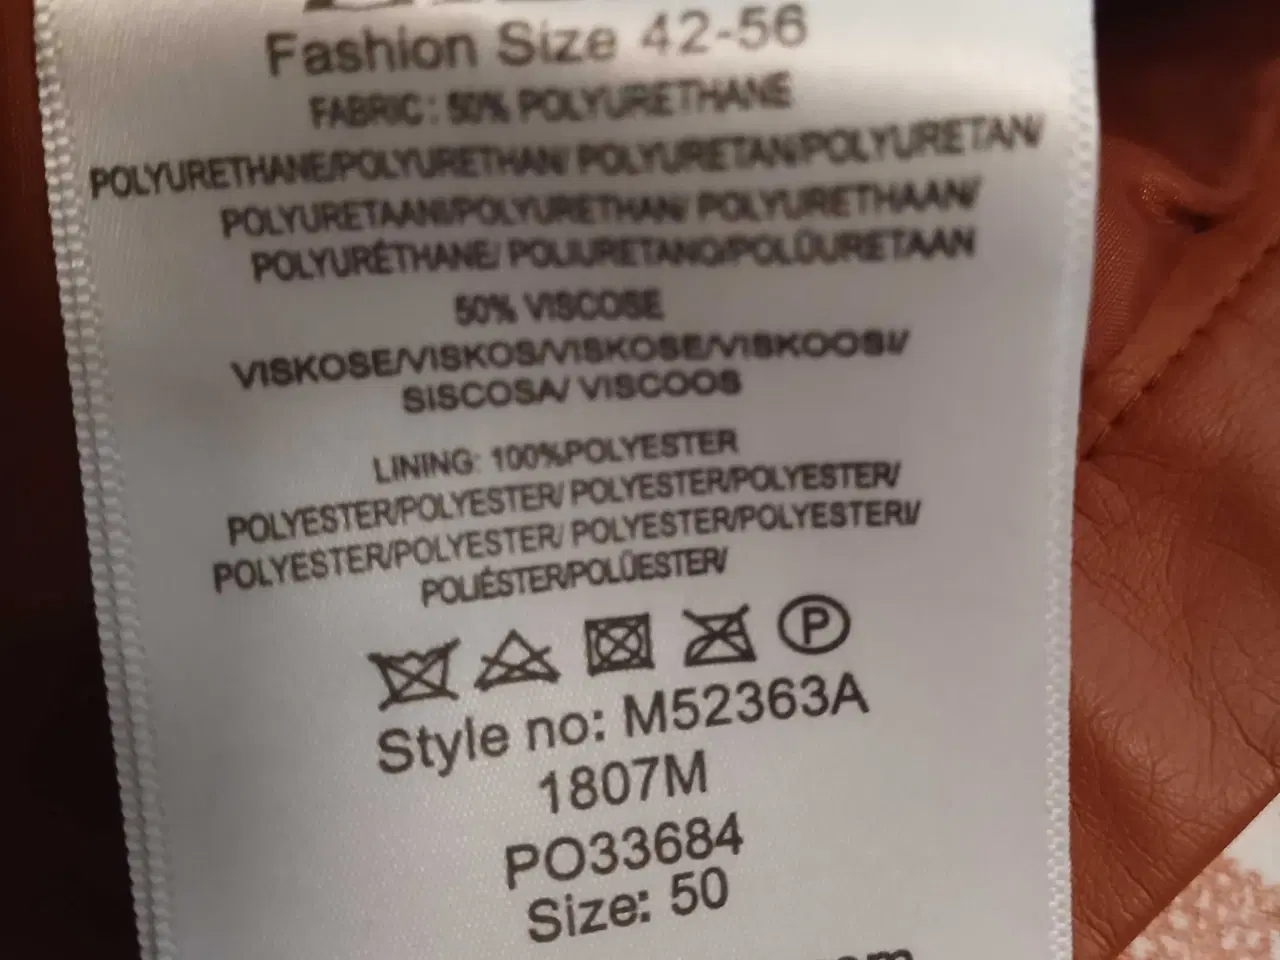 Fashion Size 42-56
FABRIC : 50% POLYURETHANE
POLYURETHANE/POLYURETHAN/ POLYURETAN/POLYURETAN/
POLYURETAAN/POLYURETHAN/ POLYURETHAAN/
POLYURÉTHANE/ POLIURETANO/POLÜURETAAN
50% VISCOSE
VISKOSE/VISKOS/VISKOSE/VISKOOSI/
SISCOSA/ VISCOOS
LINING: 100%POLYESTER
POLYESTER/POLYESTER/ POLYESTER/POLYESTER/
POLYESTER/POLYESTER/ POLYESTER/POLYESTERI/
POLIÉSTER/POLÜESTER/
P
Style no: M52363A
1807M
PO33684
Size: 50